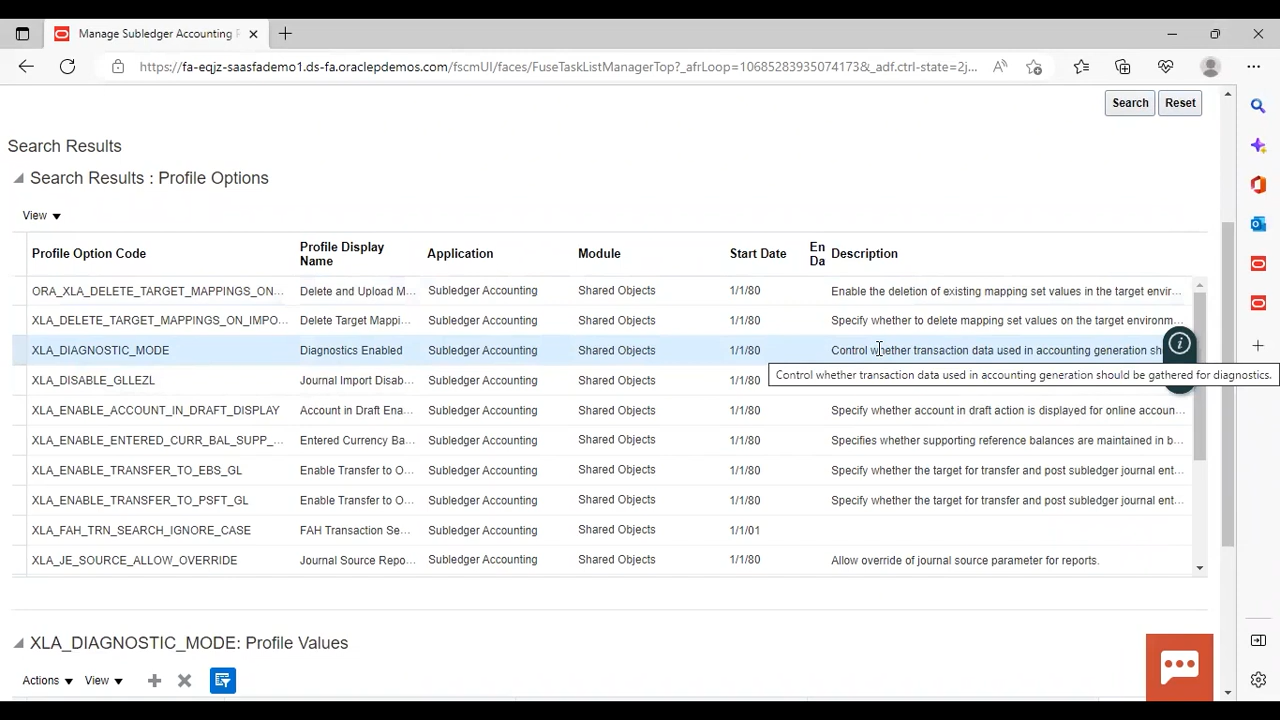 Manage Subledger Accounting P
https://fa-eqjz-saasfademo1.ds-fa.oraclepdemos.com/fscmUI/faces/FuseTaskListManagerTop?_afrLoop=10685283935074173&_adf.ctrl-state=2j...
Search Reset
Search Results
Search Results : Profile Options
View
Profile Option Code Profile Display Name Application Module Start Date En Da Description
ORA_XLA_DELETE_TARGET_MAPPINGS_ON... Delete and Upload M... Subledger Accounting Shared Objects 1/1/80 Enable the deletion of existing mapping set values in the target envir...
XLA_DELETE_TARGET_MAPPINGS_ON_IMPO... Delete Target Mappi... Subledger Accounting Shared Objects 1/1/80 Specify whether to delete mapping set values on the target environm...
XLA_DIAGNOSTIC_MODE Diagnostics Enabled Subledger Accounting Shared Objects 1/1/80 Control whether transaction data used in accounting generation sh
Control whether transaction data used in accounting generation should be gathered for diagnostics.
XLA_DISABLE_GLLEZL Journal Import Disab... Subledger Accounting Shared Objects 1/1/80
XLA_ENABLE_ACCOUNT_IN_DRAFT_DISPLAY Account in Draft Ena... Subledger Accounting Shared Objects 1/1/80 Specify whether account in draft action is displayed for online accoun...
XLA_ENABLE_ENTERED_CURR_BAL_SUPP_... Entered Currency Ba... Subledger Accounting Shared Objects 1/1/80 Specifies whether supporting reference balances are maintained in b...
XLA_ENABLE_TRANSFER_TO_EBS_GL Enable Transfer to O... Subledger Accounting Shared Objects 1/1/80 Specify whether the target for transfer and post subledger journal ent...
XLA_ENABLE_TRANSFER_TO_PSFT_GL Enable Transfer to O... Subledger Accounting Shared Objects 1/1/80 Specify whether the target for transfer and post subledger journal ent...
XLA_FAH_TRN_SEARCH_IGNORE_CASE FAH Transaction Se... Subledger Accounting Shared Objects 1/1/01
XLA_JE_SOURCE_ALLOW_OVERRIDE Journal Source Repo... Subledger Accounting Shared Objects 1/1/80 Allow override of journal source parameter for reports.
XLA_DIAGNOSTIC_MODE: Profile Values
Actions View